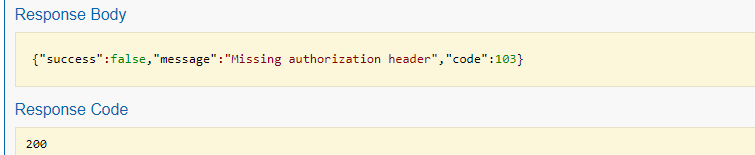 Response Body
{"success":false,"message":"Missing authorization header","code":103}
Response Code
200